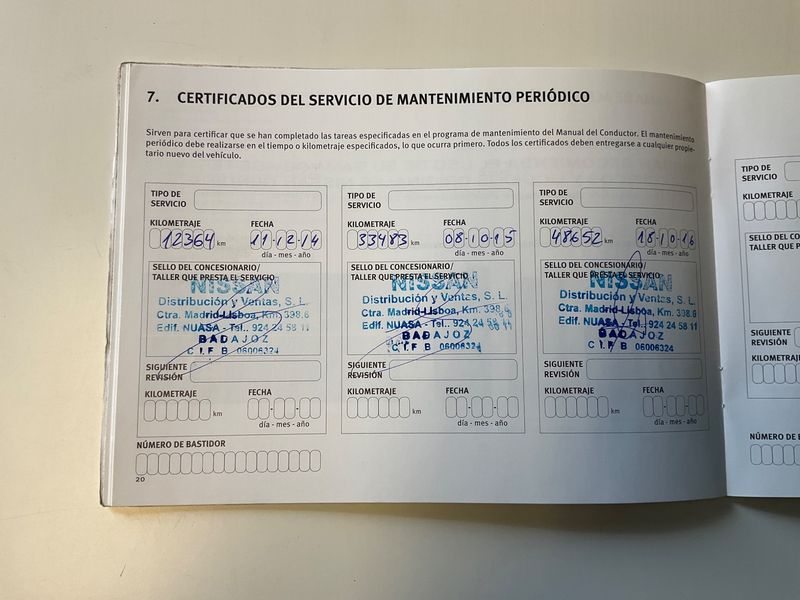 7. CERTIFICADOS DEL SERVICIO DE MANTENIMIENTO PERIÓDICO
Sirven para certificar que se han completado las tareas especificadas en el programa de mantenimiento del Manual del Conductor. El mantenimiento
periódico debe realizarse en el tiempo o kilometraje especificados, lo que ocurra primero. Todos los certificados deben entregarse a cualquier propie-
tario nuevo del vehículo.
TIPO DE
SERVICIO
KILOMETRAJE FECHA
12364 km 11-12-14
día - mes - año
SELLO DEL CONCESIONARIO/
TALLER QUE PRESTA EL SERVICIO
NISSAN
Distribución y Ventas, S. L.
Ctra. Madrid-Lisboa, Km. 398.6
Edif. NUASA - Tel.. 924 24 58 11
BADAJOZ
C I.F B 06006324
SIGUIENTE
REVISIÓN
KILOMETRAJE FECHA
km
día - mes - año
NÚMERO DE BASTIDOR
20
TIPO DE
SERVICIO
KILOMETRAJE FECHA
33483 km 08-10-15
día - mes - año
SELLO DEL CONCESIONARIO/
TALLER QUE PRESTA EL SERVICIO
NISSAN
Distribución y Ventas, S. L.
Ctra. Madrid-Lisboa, Km. 398.6
Edif. NUASA - Tel.. 924 24 58
BADAJOZ
C I.F B 06006324
SIGUIENTE
REVISIÓN
KILOMETRAJE FECHA
km
día - mes - año
TIPO DE
SERVICIO
KILOMETRAJE FECHA
48652 km 18-10-16
día - mes - año
SELLO DEL CONCESIONARIO/
TALLER QUE PRESTA EL SERVICIO
NISSAN
Distribución y Ventas, S. L.
Ctra. Madrid-Lisboa, Km. 398.6
Edif. NUASA - Tel.. 924 24 58 11
BADAJOZ
C I.F B 06006324
SIGUIENTE
REVISIÓN
KILOMETRAJE FECHA
km
día - mes - año
TIPO DE
SERVICIO
KILOMETRAJE
SELLO DEL CO
TALLER QUE P
SIGUIENTE
REVISIÓN
KILOMETRAJE
NÚMERO DE B